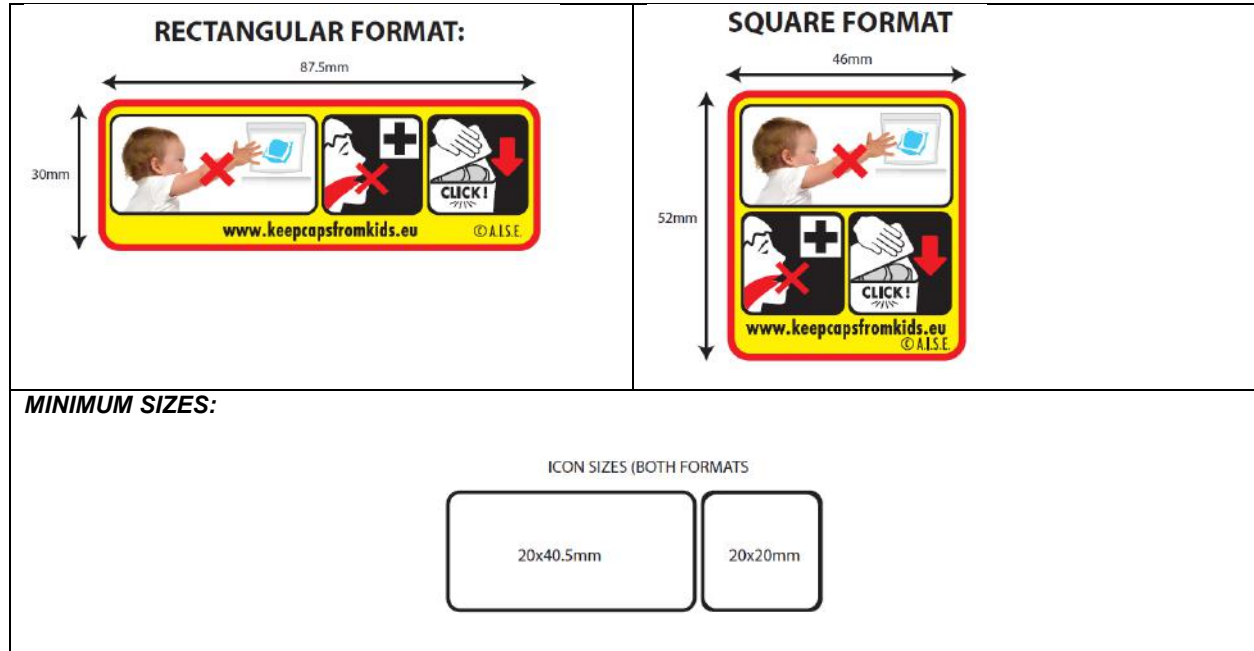 RECTANGULAR FORMAT:
87.5mm
30mm
CLICK!
www.keepcapsfromkids.eu
© A.I.S.E.
SQUARE FORMAT
46mm
52mm
CLICK!
www.keepcapsfromkids.eu
© A.I.S.E.
MINIMUM SIZES:
ICON SIZES (BOTH FORMATS
20x40.5mm
20x20mm